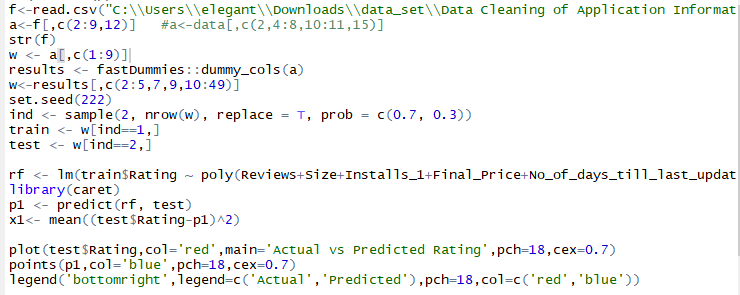 f<-read.csv("C:\\Users\\elegant\\Downloads\\data_set\\Data Cleaning of Application Informat
a<-f[,c(2:9,12)]   #a<-data[,c(2,4:8,10:11,15)]
str(f)
w <- a[,c(1:9)]
results <- fastDummies::dummy_cols(a)
w<-results[,c(2:5,7,9,10:49)]
set.seed(222)
ind <- sample(2, nrow(w), replace = T, prob = c(0.7, 0.3))
train <- w[ind==1,]
test <- w[ind==2,]
rf <- lm(train$Rating ~ poly(Reviews+Size+Installs_1+Final_Price+No_of_days_till_last_updat
library(caret)
p1 <- predict(rf, test)
x1<- mean((test$Rating-p1)^2)
plot(test$Rating,col='red',main='Actual vs Predicted Rating',pch=18,cex=0.7)
points(p1,col='blue',pch=18,cex=0.7)
legend('bottomright',legend=c('Actual','Predicted'),pch=18,col=c('red','blue'))